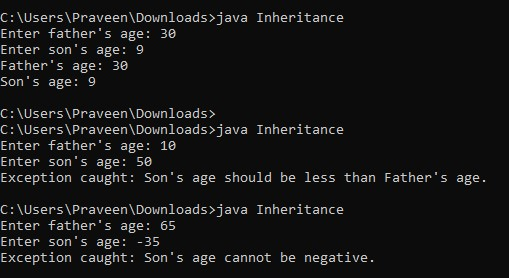 C:\Users\Praveen\Downloads>java Inheritance
Enter father's age: 30
Enter son's age: 9
Father's age: 30
Son's age: 9
C:\Users\Praveen\Downloads>
C:\Users\Praveen\Downloads>java Inheritance
Enter father's age: 10
Enter son's age: 50
Exception caught: Son's age should be less than Father's age.
C:\Users\Praveen\Downloads>java Inheritance
Enter father's age: 65
Enter son's age: -35
Exception caught: Son's age cannot be negative.